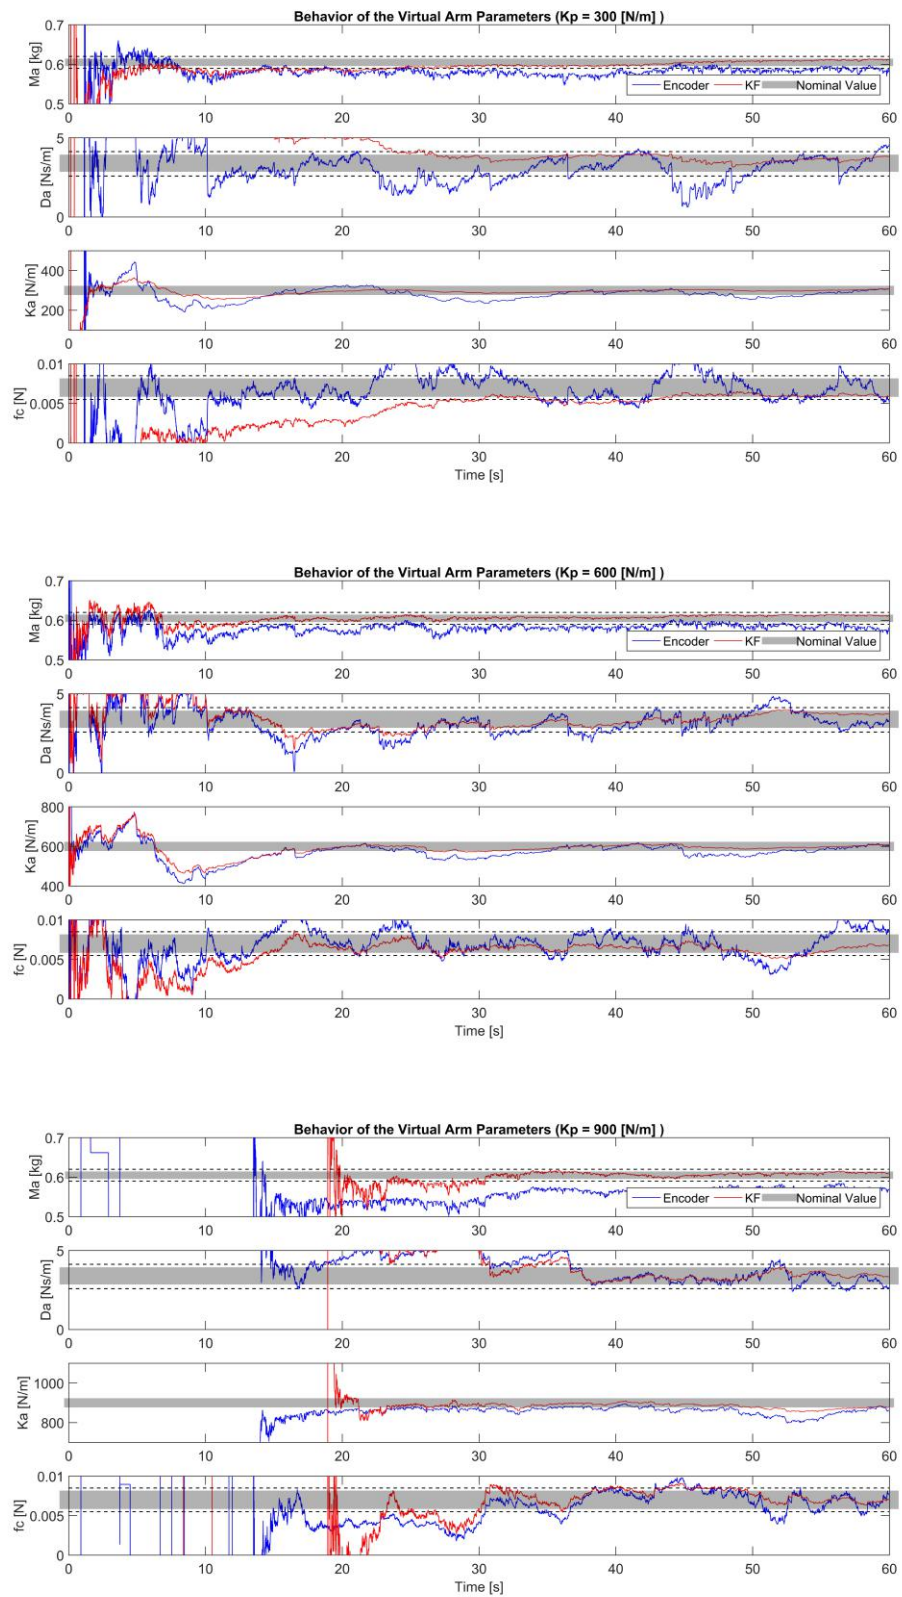 Behavior of the Virtual Arm Parameters (Kp = 300 [N/m] )
Ma [kg]
0.7
0.6
0.5
0 10 20 30 40 50 60
Encoder KF Nominal Value
Da [Ns/m]
5
0
0 10 20 30 40 50 60
Ka [N/m]
400
200
0 10 20 30 40 50 60
fc [N]
0.01
0.005
0
0 10 20 30 40 50 60
Time [s]
Behavior of the Virtual Arm Parameters (Kp = 600 [N/m] )
Ma [kg]
0.7
0.6
0.5
0 10 20 30 40 50 60
Encoder KF Nominal Value
Da [Ns/m]
5
0
0 10 20 30 40 50 60
Ka [N/m]
800
600
400
0 10 20 30 40 50 60
fc [N]
0.01
0.005
0
0 10 20 30 40 50 60
Time [s]
Behavior of the Virtual Arm Parameters (Kp = 900 [N/m] )
Ma [kg]
0.7
0.6
0.5
0 10 20 30 40 50 60
Encoder KF Nominal Value
Da [Ns/m]
5
0
0 10 20 30 40 50 60
Ka [N/m]
1000
800
0 10 20 30 40 50 60
fc [N]
0.01
0.005
0
0 10 20 30 40 50 60
Time [s]